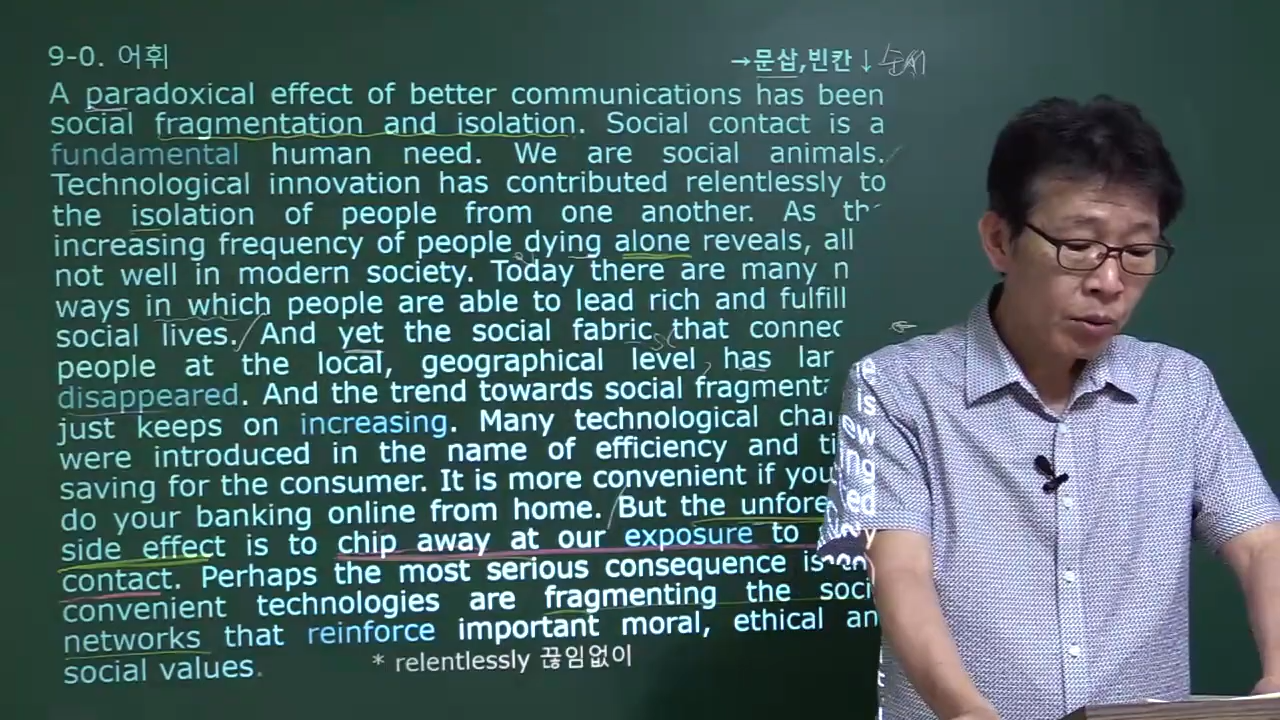 9-0. 어휘
→문삽,빈칸↓
A paradoxical effect of better communications has been
social fragmentation and isolation. Social contact is a
fundamental human need. We are social animals.
Technological innovation has contributed relentlessly to
the isolation of people from one another. As
increasing frequency of people dying alone reveals, all is
not well in modern society. Today there are many new
ways in which people are able to lead rich and
social lives. And yet the social fabric that
people at the local, geographical level, has
disappeared. And the trend towards social
just keeps on increasing. Many technological
were introduced in the name of efficiency and
saving for the consumer. It is more convenient if you
do your banking online from home. But the
side effect is to chip away at our exposure to
contact. Perhaps the most serious consequence is
convenient technologies are fragmenting the
networks that reinforce important moral, ethical
social values.
* relentlessly 끊임없이